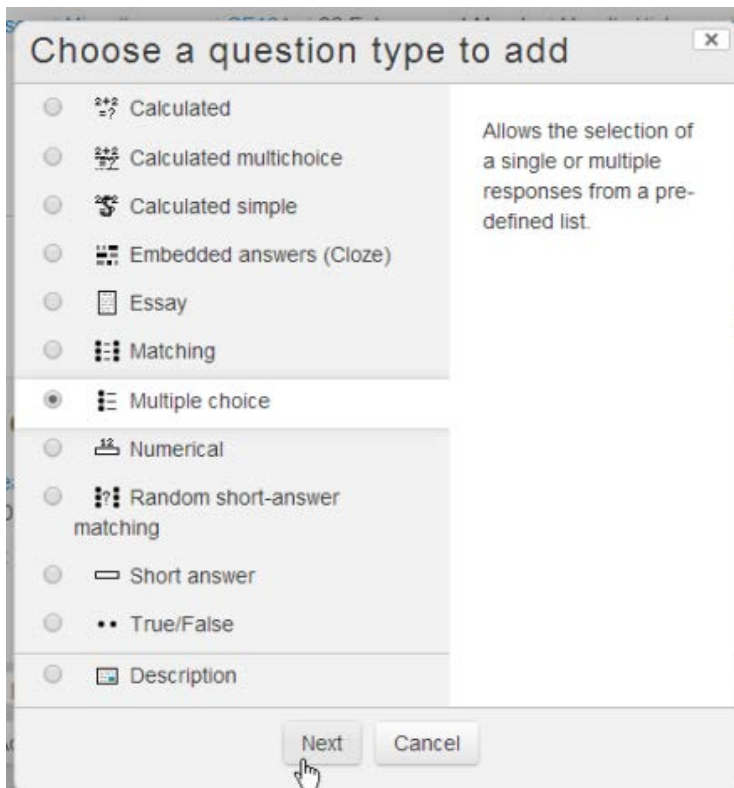 Choose a question type to add
Calculated
Calculated multichoice
Calculated simple
Embedded answers (Cloze)
Essay
Matching
Multiple choice
Numerical
Random short-answer
matching
Short answer
True/False
Description
Allows the selection of
a single or multiple
responses from a pre-
defined list.
Next Cancel